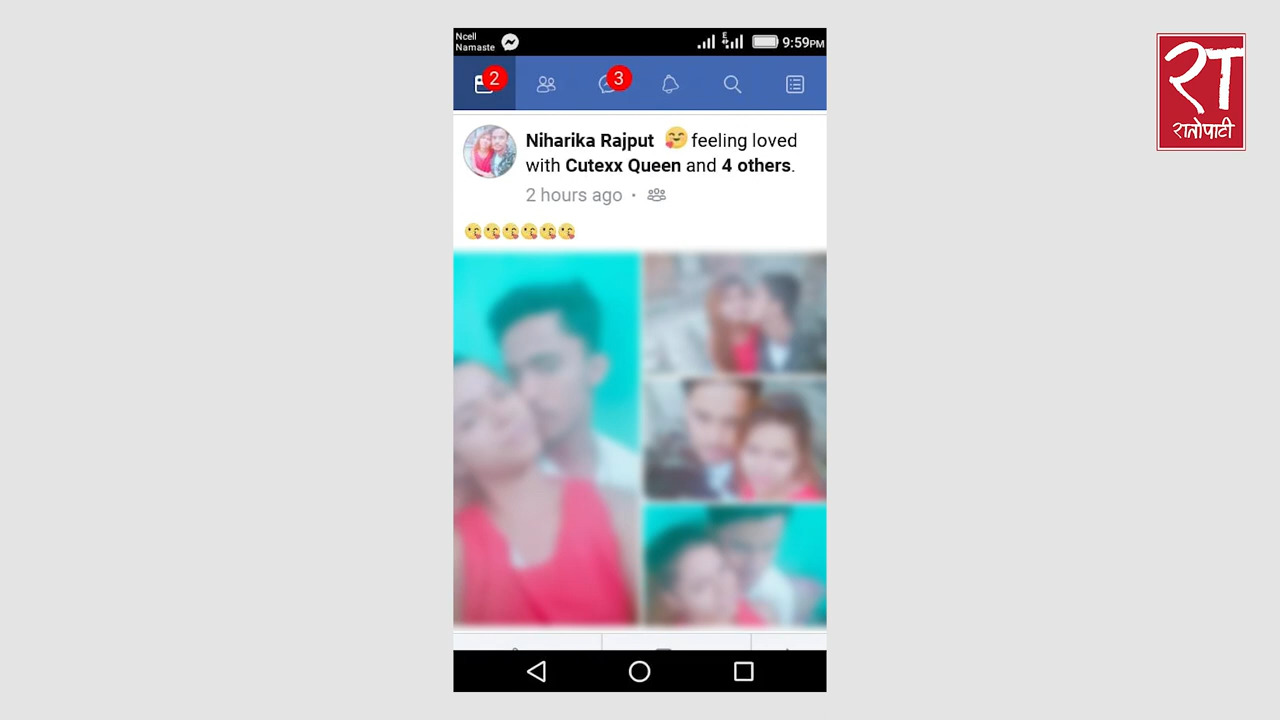 Ncell
Namaste
E
9:59PM
2
3
Niharika Rajput 🥰 feeling loved
with Cutexx Queen and 4 others.
2 hours ago ·
😘😘😘😘😘😘
रा
रातोपाटी